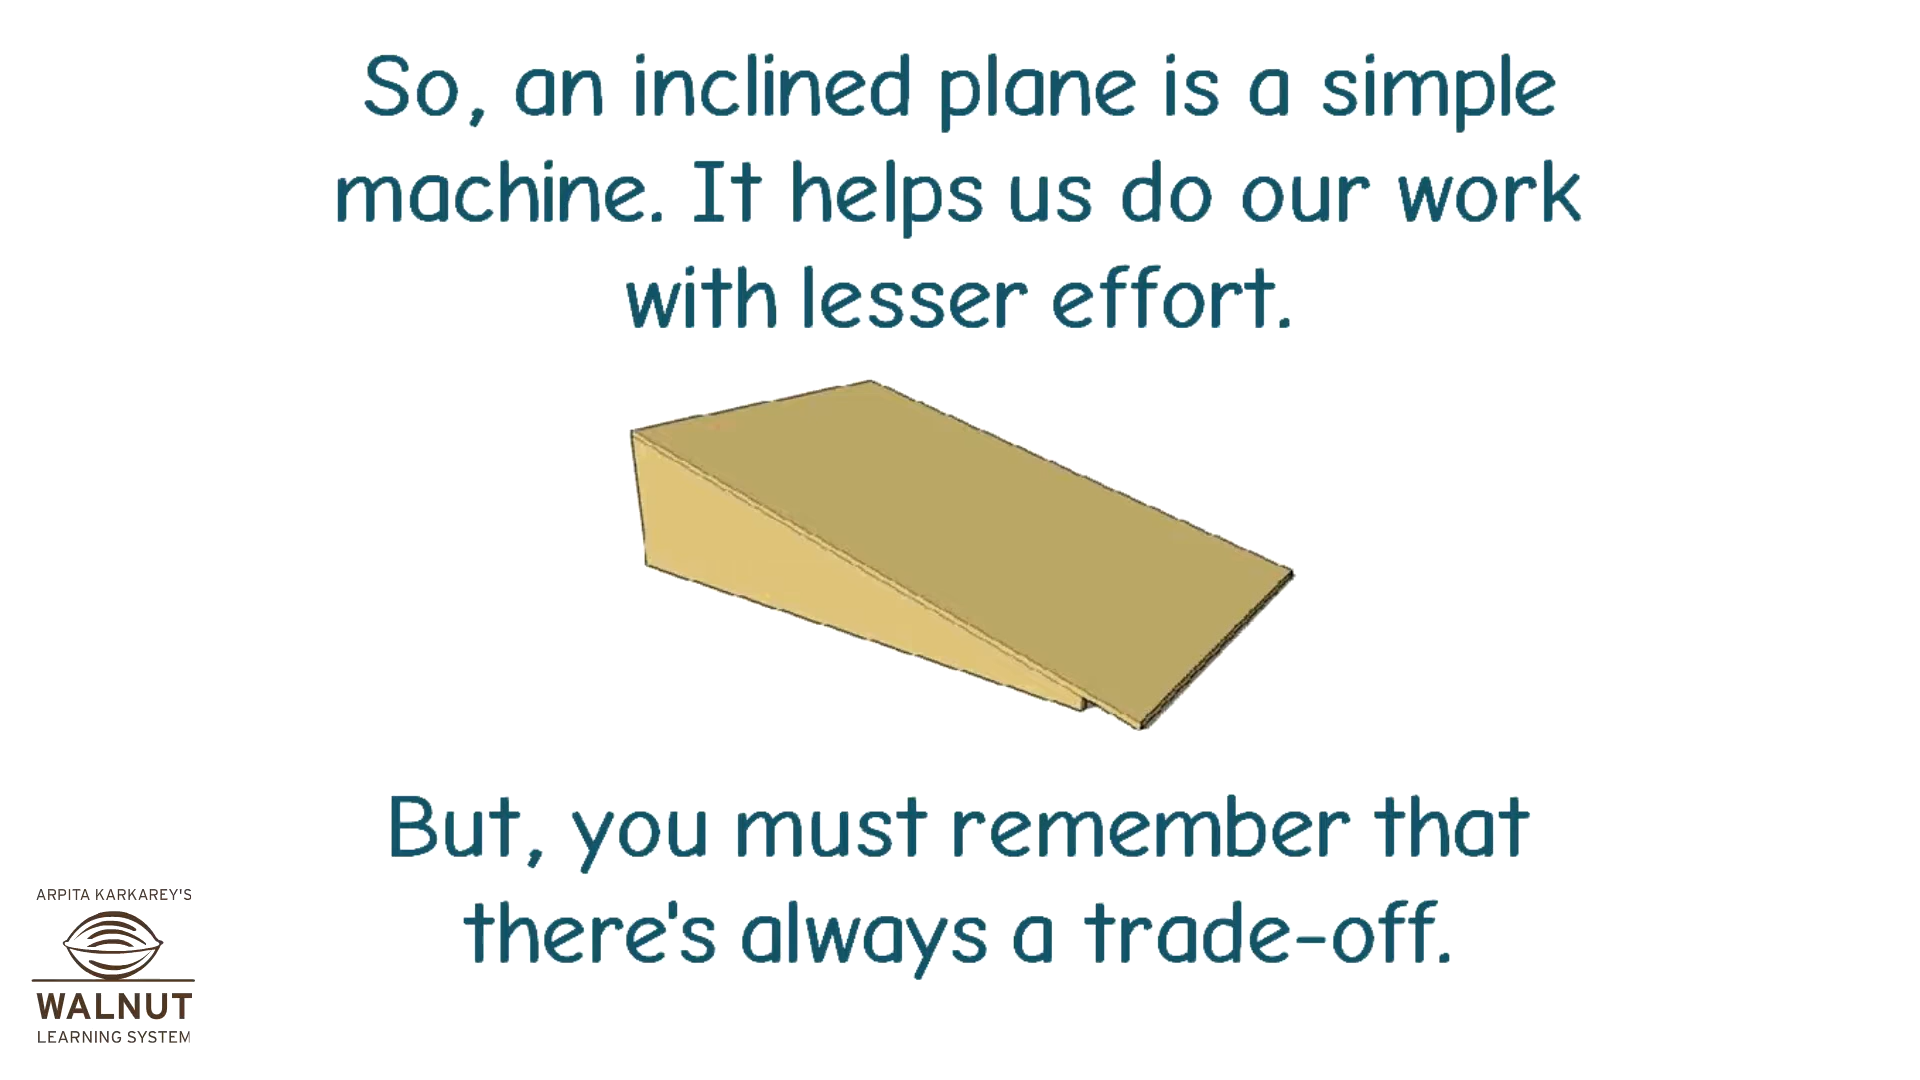 So, an inclined plane is a simple
machine. It helps us do our work
with lesser effort.
But, you must remember that
there's always a trade-off.
ARPITA KARKAREY'S
WALNUT
LEARNING SYSTEM